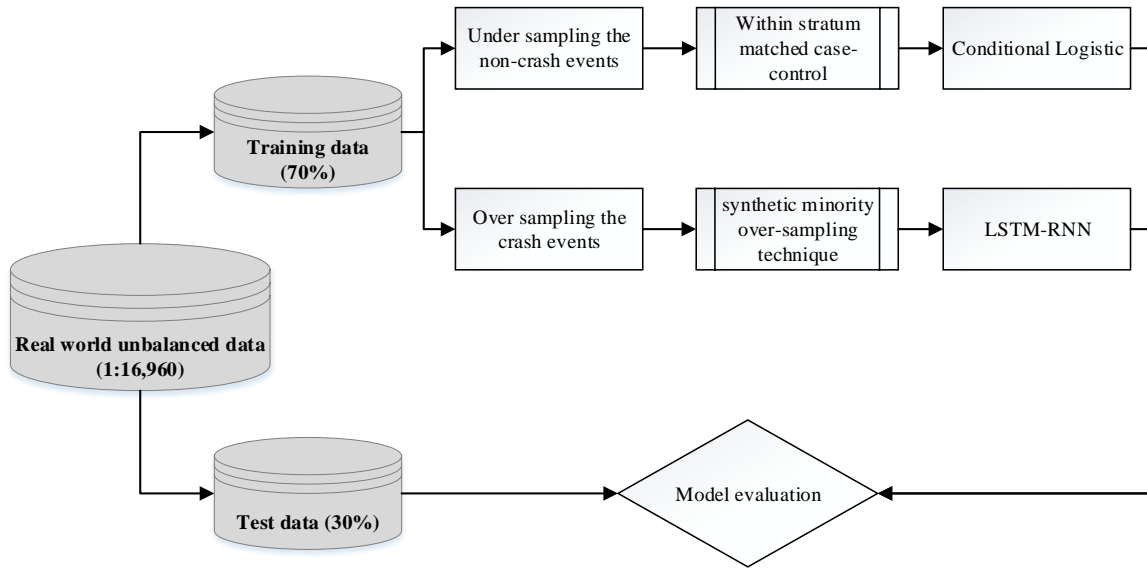 Under sampling the
non-crash events
Within stratum
matched case-
control
Conditional Logistic
Training data
(70%)
Over sampling the
crash events
synthetic minority
over-sampling
technique
LSTM-RNN
Real world unbalanced data
(1:16,960)
Test data (30%)
Model evaluation